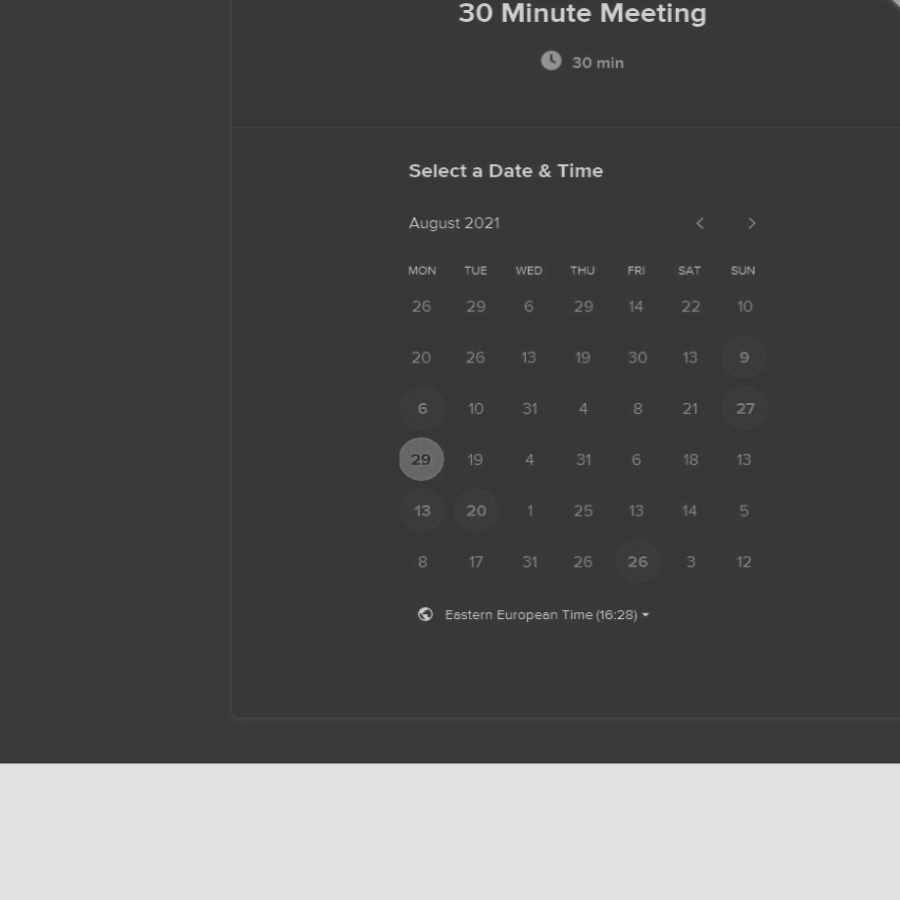 30 Minute Meeting
30 min
Select a Date & Time
August 2021
MON TUE WED THU FRI SAT SUN
26 29 6 29 14 22 10
20 26 13 19 30 13 9
6 10 31 4 8 21 27
29 19 4 31 6 18 13
13 20 1 25 13 14 5
8 17 31 26 26 3 12
Eastern European Time (16:28)